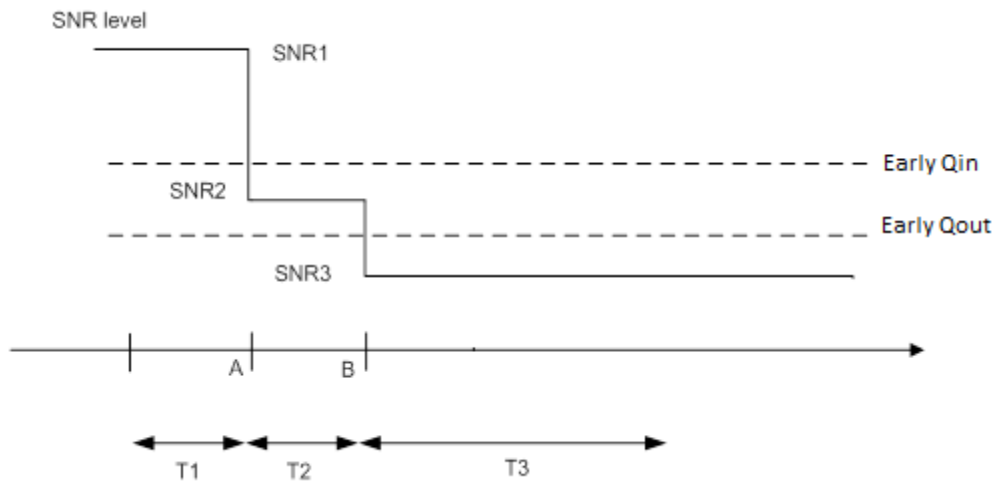 SNR level
SNR1
Early Qin
SNR2
Early Qout
SNR3
A
B
T1
T2
T3